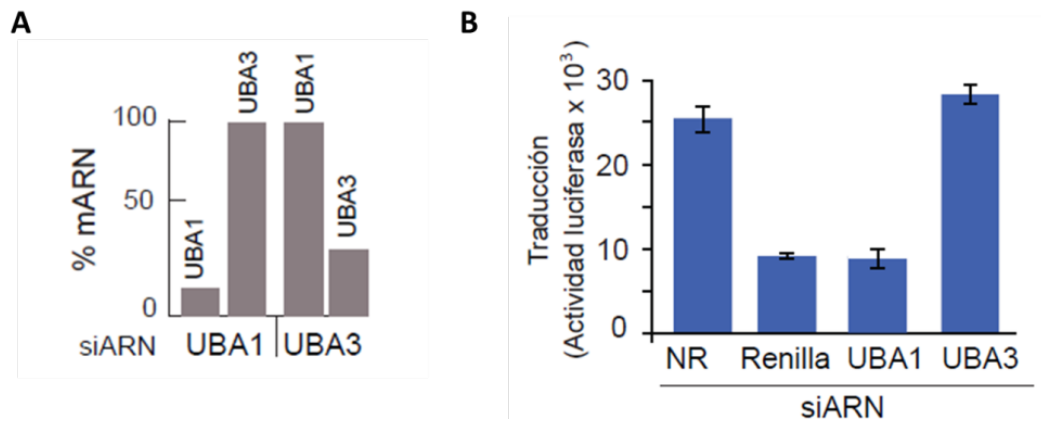 A
% mARN
100
50
0
UBA1
UBA3
UBA1
UBA3
siARN UBA1 UBA3
B
Traducción
(Actividad luciferasa x 10³)
30
20
10
0
NR Renilla UBA1 UBA3
siARN